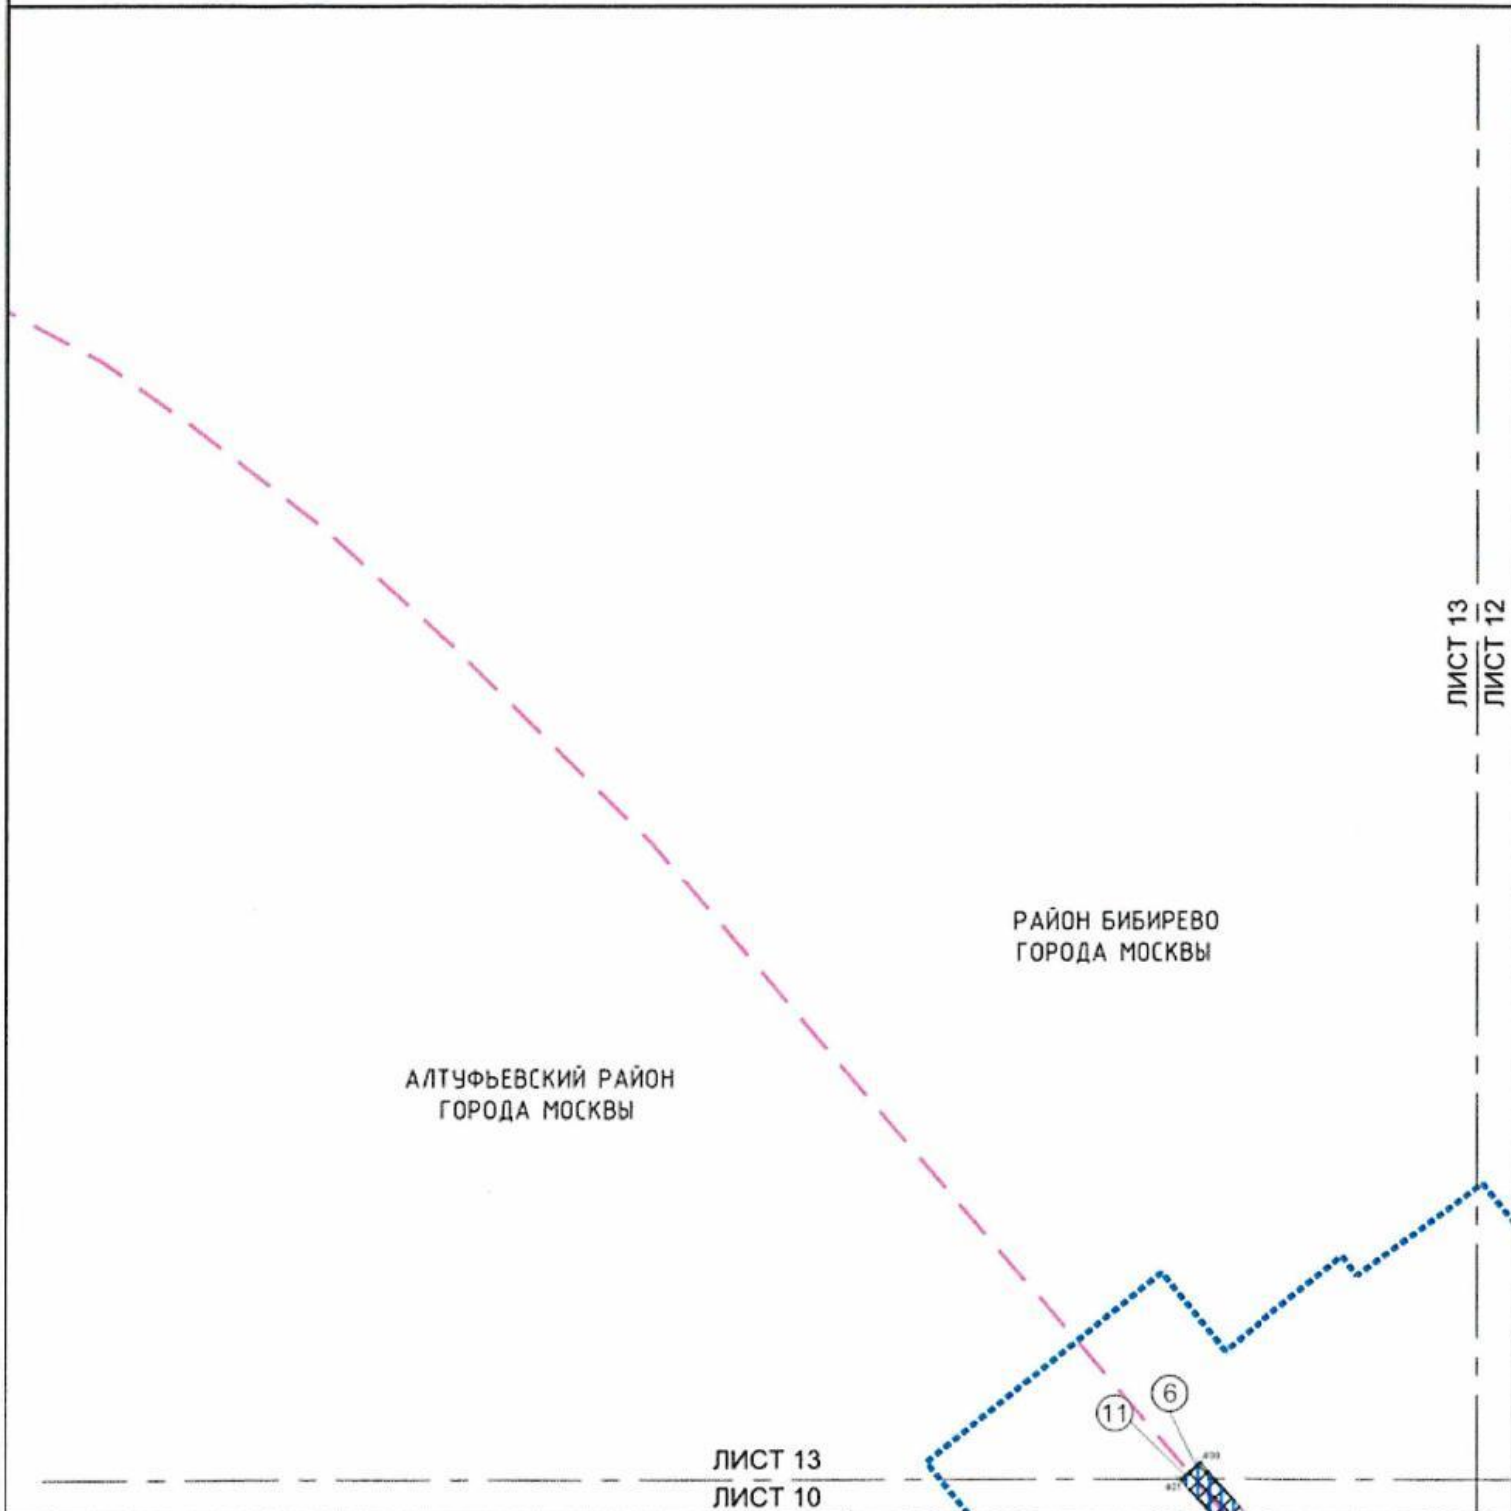 ЛИСТ 13
ЛИСТ 12
РАЙОН БИБИРЕВО
ГОРОДА МОСКВЫ
АЛТУФЬЕВСКИЙ РАЙОН
ГОРОДА МОСКВЫ
6
11
ЛИСТ 13
ЛИСТ 10